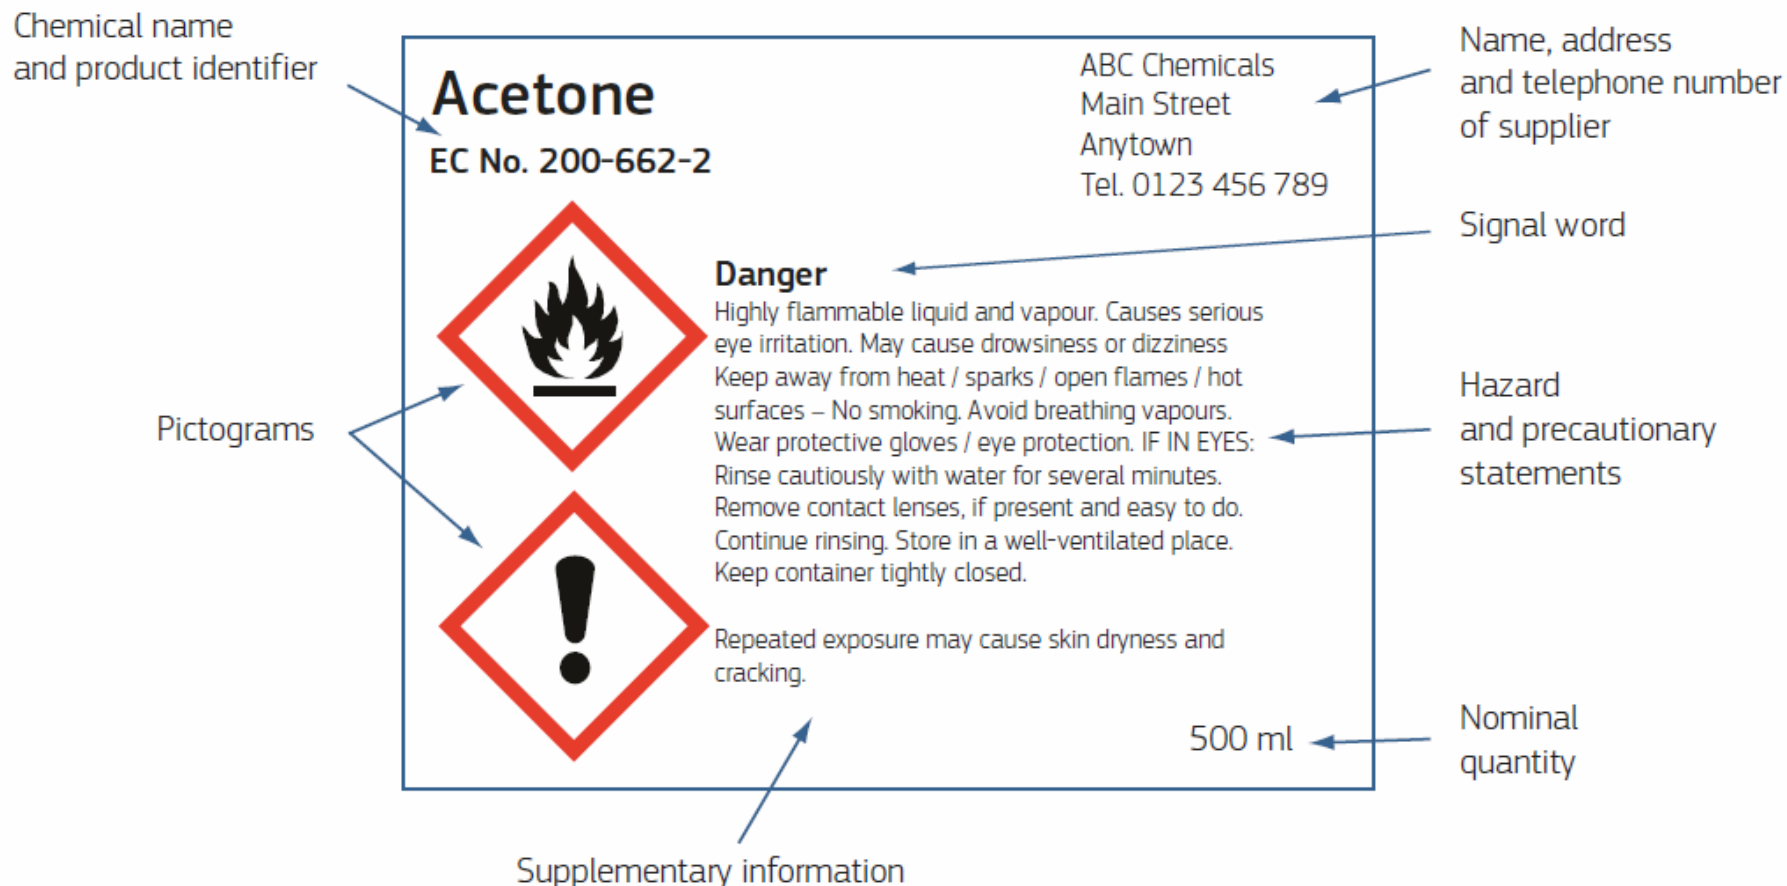 Chemical name
and product identifier
Acetone
EC No. 200-662-2
ABC Chemicals
Main Street
Anytown
Tel. 0123 456 789
Name, address
and telephone number
of supplier
Signal word
Danger
Highly flammable liquid and vapour. Causes serious
eye irritation. May cause drowsiness or dizziness
Keep away from heat / sparks / open flames / hot
surfaces – No smoking. Avoid breathing vapours.
Wear protective gloves / eye protection. IF IN EYES:
Rinse cautiously with water for several minutes.
Remove contact lenses, if present and easy to do.
Continue rinsing. Store in a well-ventilated place.
Keep container tightly closed.
Repeated exposure may cause skin dryness and
cracking.
Hazard
and precautionary
statements
Pictograms
500 ml
Nominal
quantity
Supplementary information